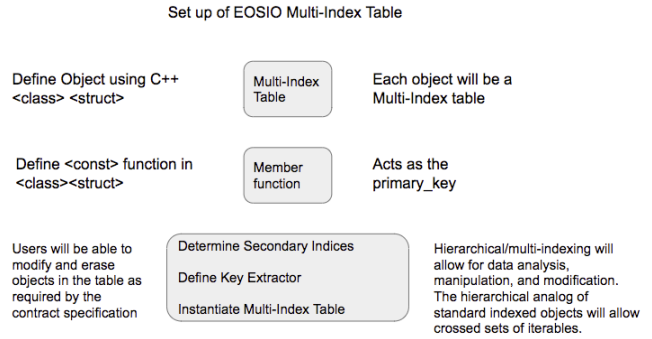 Set up of EOSIO Multi-Index Table
Define Object using C++
<class> <struct>
Multi-Index
Table
Each object will be a
Multi-Index table
Define <const> function in
<class><struct>
Member
function
Acts as the
primary_key
Users will be able to
modify and erase
objects in the table as
required by the
contract specification
Determine Secondary Indices
Define Key Extractor
Instantiate Multi-Index Table
Hierarchical/multi-indexing will
allow for data analysis,
manipulation, and modification.
The hierarchical analog of
standard indexed objects will allow
crossed sets of iterables.